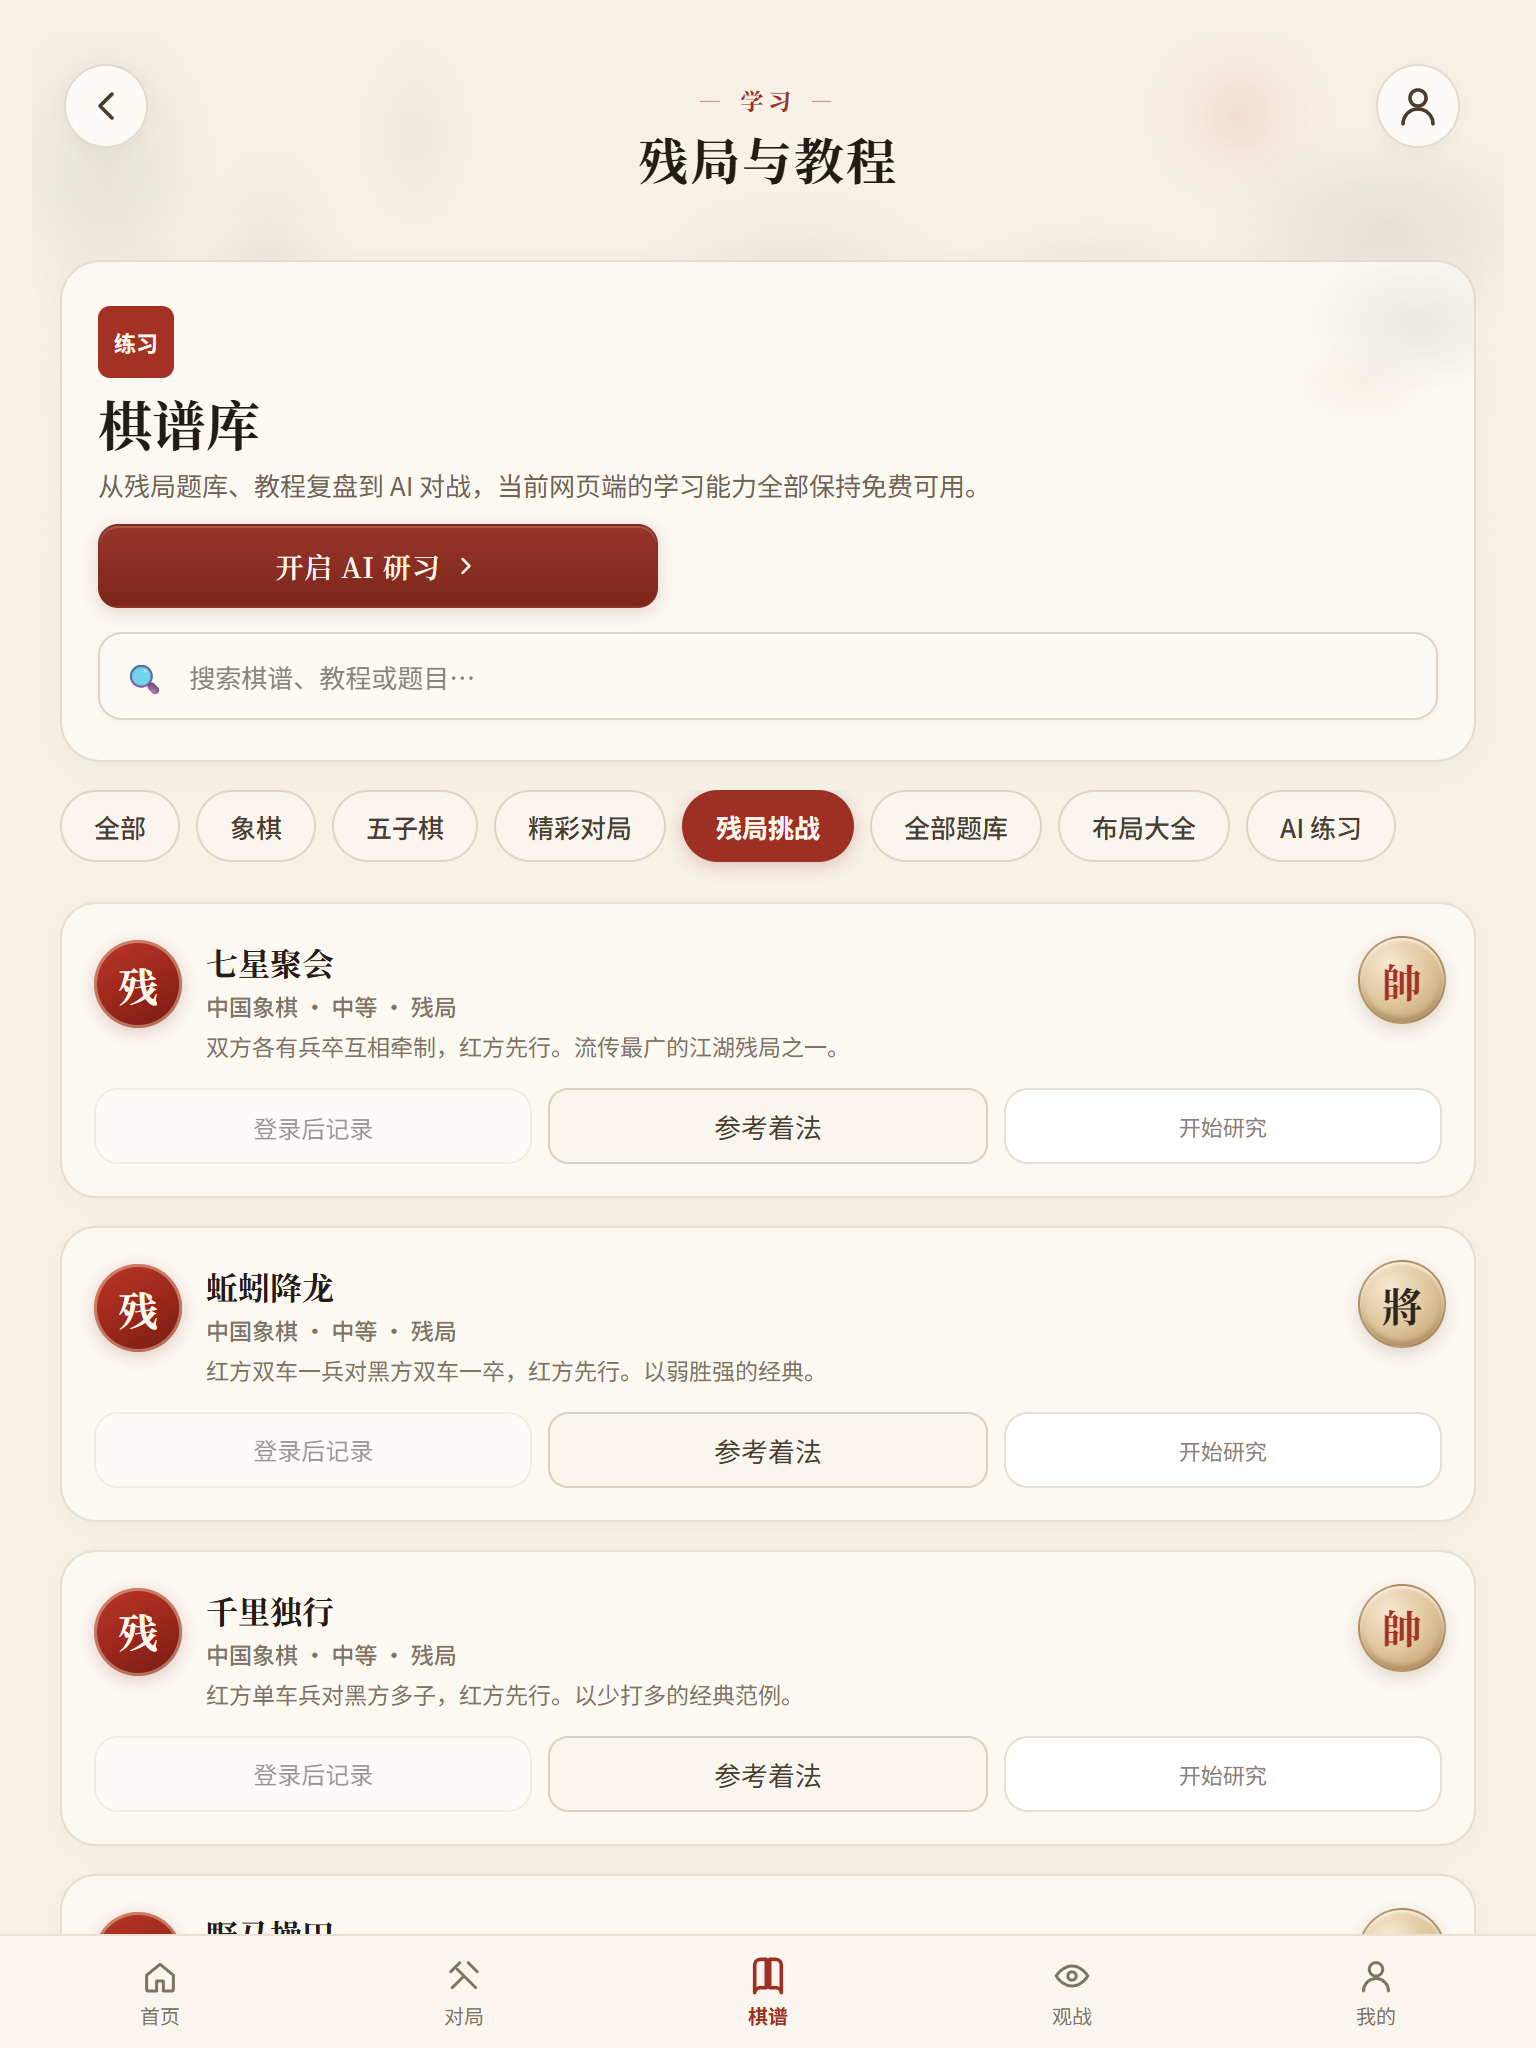 — 学习 —
残局与教程
练习
棋谱库
从残局题库、教程复盘到 AI 对战，当前网页端的学习能力全部保持免费可用。
开启 AI 研习
搜索棋谱、教程或题目…
全部 象棋 五子棋 精彩对局 残局挑战 全部题库 布局大全 AI 练习
残
七星聚会
帅
中国象棋 • 中等 • 残局
双方各有兵卒互相牵制，红方先行。流传最广的江湖残局之一。
登录后记录 参考着法 开始研究
残
蚯蚓降龙
將
中国象棋 • 中等 • 残局
红方双车一兵对黑方双车一卒，红方先行。以弱胜强的经典。
登录后记录 参考着法 开始研究
残
千里独行
帥
中国象棋 • 中等 • 残局
红方单车兵对黑方多子，红方先行。以少打多的经典范例。
登录后记录 参考着法 开始研究
首页 对局 棋谱 观战 我的